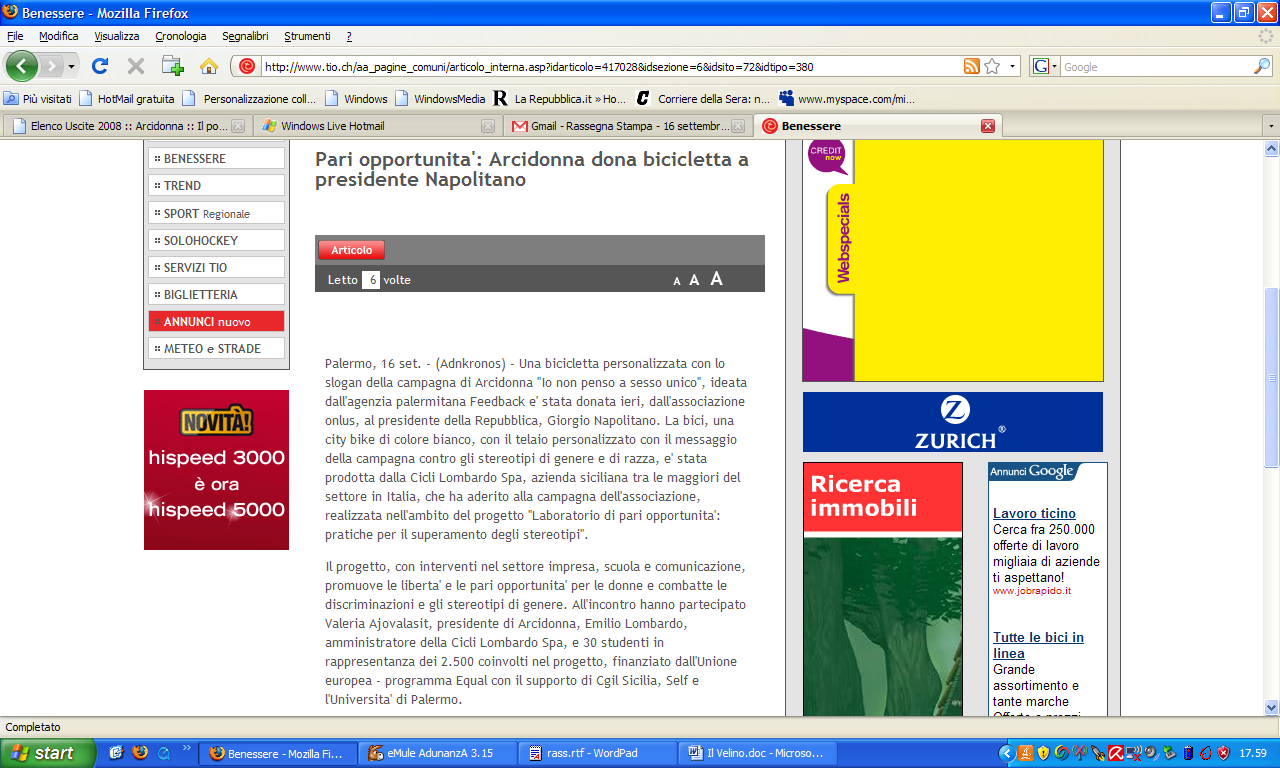 Benessere - Mozilla Firefox
File Modifica Visualizza Cronologia Segnalibri Strumenti ?
http://www.tio.ch/aa_pagine_comuni/articolo_interna.asp?idarticolo=417028&idsezione=6&idsito=72&idtipo=380
Google
Più visitati HotMail gratuita Personalizzazione coll... Windows WindowsMedia La Repubblica.it » Ho... Corriere della Sera: n... www.myspace.com/mi...
Elenco Uscite 2008 :: Arcidonna :: Il po... Windows Live Hotmail Gmail - Rassegna Stampa - 16 settembr... Benessere
BENESSERE
TREND
SPORT Regionale
SOLOHOCKEY
SERVIZI TIO
BIGLIETTERIA
ANNUNCI nuovo
METEO e STRADE
NOVITÀ!
hispeed 3000
è ora
hispeed 5000
Pari opportunita': Arcidonna dona bicicletta a
presidente Napolitano
Articolo
Letto 6 volte
A A A
Palermo, 16 set. - (Adnkronos) - Una bicicletta personalizzata con lo
slogan della campagna di Arcidonna "Io non penso a sesso unico", ideata
dall'agenzia palermitana Feedback e' stata donata ieri, dall'associazione
onlus, al presidente della Repubblica, Giorgio Napolitano. La bici, una
city bike di colore bianco, con il telaio personalizzato con il messaggio
della campagna contro gli stereotipi di genere e di razza, e' stata
prodotta dalla Cicli Lombardo Spa, azienda siciliana tra le maggiori del
settore in Italia, che ha aderito alla campagna dell'associazione,
realizzata nell'ambito del progetto "Laboratorio di pari opportunita':
pratiche per il superamento degli stereotipi".
Il progetto, con interventi nel settore impresa, scuola e comunicazione,
promuove le liberta' e le pari opportunita' per le donne e combatte le
discriminazioni e gli stereotipi di genere. All'incontro hanno partecipato
Valeria Ajovalasit, presidente di Arcidonna, Emilio Lombardo,
amministratore della Cicli Lombardo Spa, e 30 studenti in
rappresentanza dei 2.500 coinvolti nel progetto, finanziato dall'Unione
europea - programma Equal con il supporto di Cgil Sicilia, Self e
l'Universita' di Palermo.
CREDIT
now
Webspecials
ZURICH®
Ricerca
immobili
Annunci Google
Lavoro ticino
Cerca fra 250.000
offerte di lavoro
migliaia di aziende
ti aspettano!
www.jobrapido.it
Tutte le bici in
linea
Grande
assortimento e
tante marche
Offerte e prezzi
Completato
start Benessere - Mozilla Fi... eMule AdunanzA 3.15 rass.rtf - WordPad Il Velino.doc - Microso... 17.59